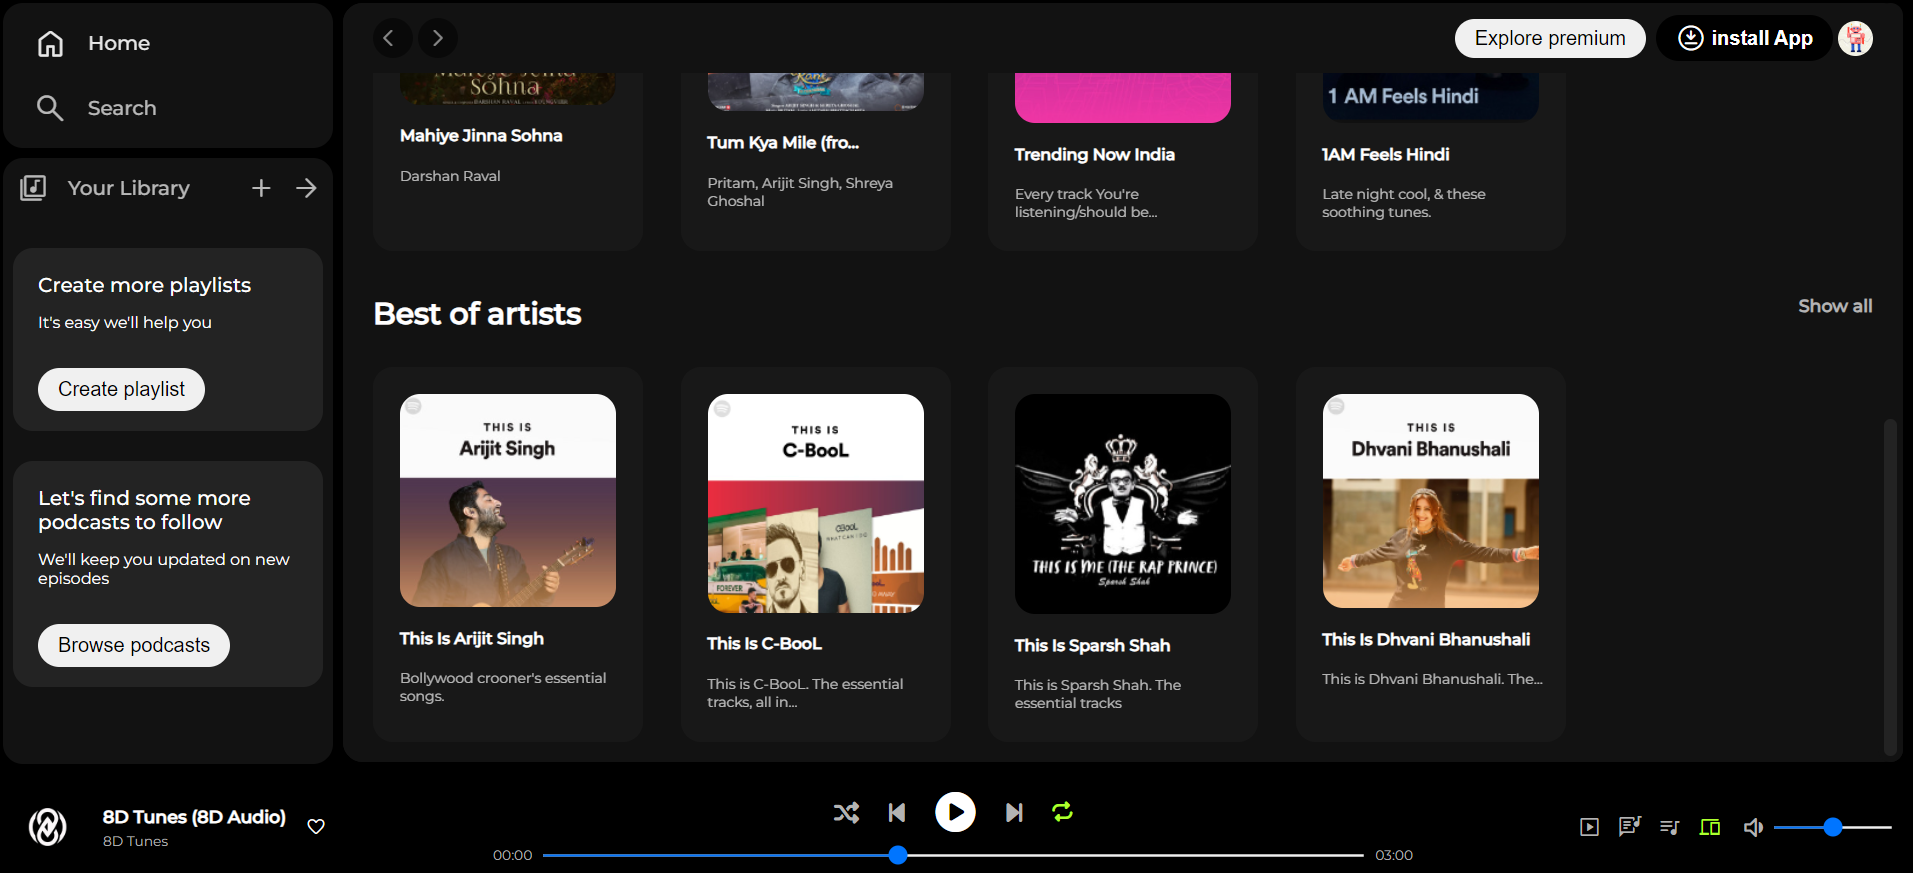 Home
Search
Your Library
Create more playlists
It's easy we'll help you
Create playlist
Let's find some more
podcasts to follow
We'll keep you updated on new
episodes
Browse podcasts
Explore premium
install App
Sohna
Mahiye Jinna Sohna
Darshan Raval
Tum Kya Mile (fro...
Pritam, Arijit Singh, Shreya
Ghoshal
Trending Now India
Every track You're
listening/should be...
1 AM Feels Hindi
1AM Feels Hindi
Late night cool, & these
soothing tunes.
Best of artists
Show all
THIS IS
Arijit Singh
This Is Arijit Singh
Bollywood crooner's essential
songs.
THIS IS
C-BooL
CBooL
WHAT CAN I DO
FOREVER
This Is C-BooL
This is C-BooL. The essential
tracks, all in...
THIS IS ME (THE RAP PRINCE)
Sparsh Shah
This Is Sparsh Shah
This is Sparsh Shah. The
essential tracks
THIS IS
Dhvani Bhanushali
This Is Dhvani Bhanushali
This is Dhvani Bhanushali. The...
8D Tunes (8D Audio)
8D Tunes
00:00
03:00